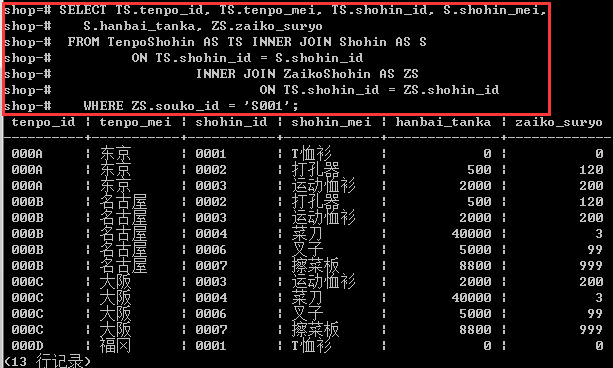 shop=# SELECT TS.tenpo_id, TS.tenpo_mei, TS.shohin_id, S.shohin_mei,
shop-# S.hanbai_tanka, ZS.zaiko_suryo
shop-# FROM TenpoShohin AS TS INNER JOIN Shohin AS S
shop-# ON TS.shohin_id = S.shohin_id
shop-# INNER JOIN ZaikoShohin AS ZS
shop-# ON TS.shohin_id = ZS.shohin_id
shop-# WHERE ZS.souko_id = 'S001';
tenpo_id | tenpo_mei | shohin_id | shohin_mei | hanbai_tanka | zaiko_suryo
000A | 东京 | 0001 | T恤衫 | 0 | 0
000A | 东京 | 0002 | 打孔器 | 500 | 120
000A | 东京 | 0003 | 运动恤衫 | 2000 | 200
000B | 名古屋 | 0002 | 打孔器 | 500 | 120
000B | 名古屋 | 0003 | 运动恤衫 | 2000 | 200
000B | 名古屋 | 0004 | 菜刀 | 40000 | 3
000B | 名古屋 | 0006 | 叉子 | 5000 | 99
000B | 名古屋 | 0007 | 擦菜板 | 8800 | 999
000C | 大阪 | 0003 | 运动恤衫 | 2000 | 200
000C | 大阪 | 0004 | 菜刀 | 40000 | 3
000C | 大阪 | 0006 | 叉子 | 5000 | 99
000C | 大阪 | 0007 | 擦菜板 | 8800 | 999
000D | 福冈 | 0001 | T恤衫 | 0 | 0
(13 行记录)